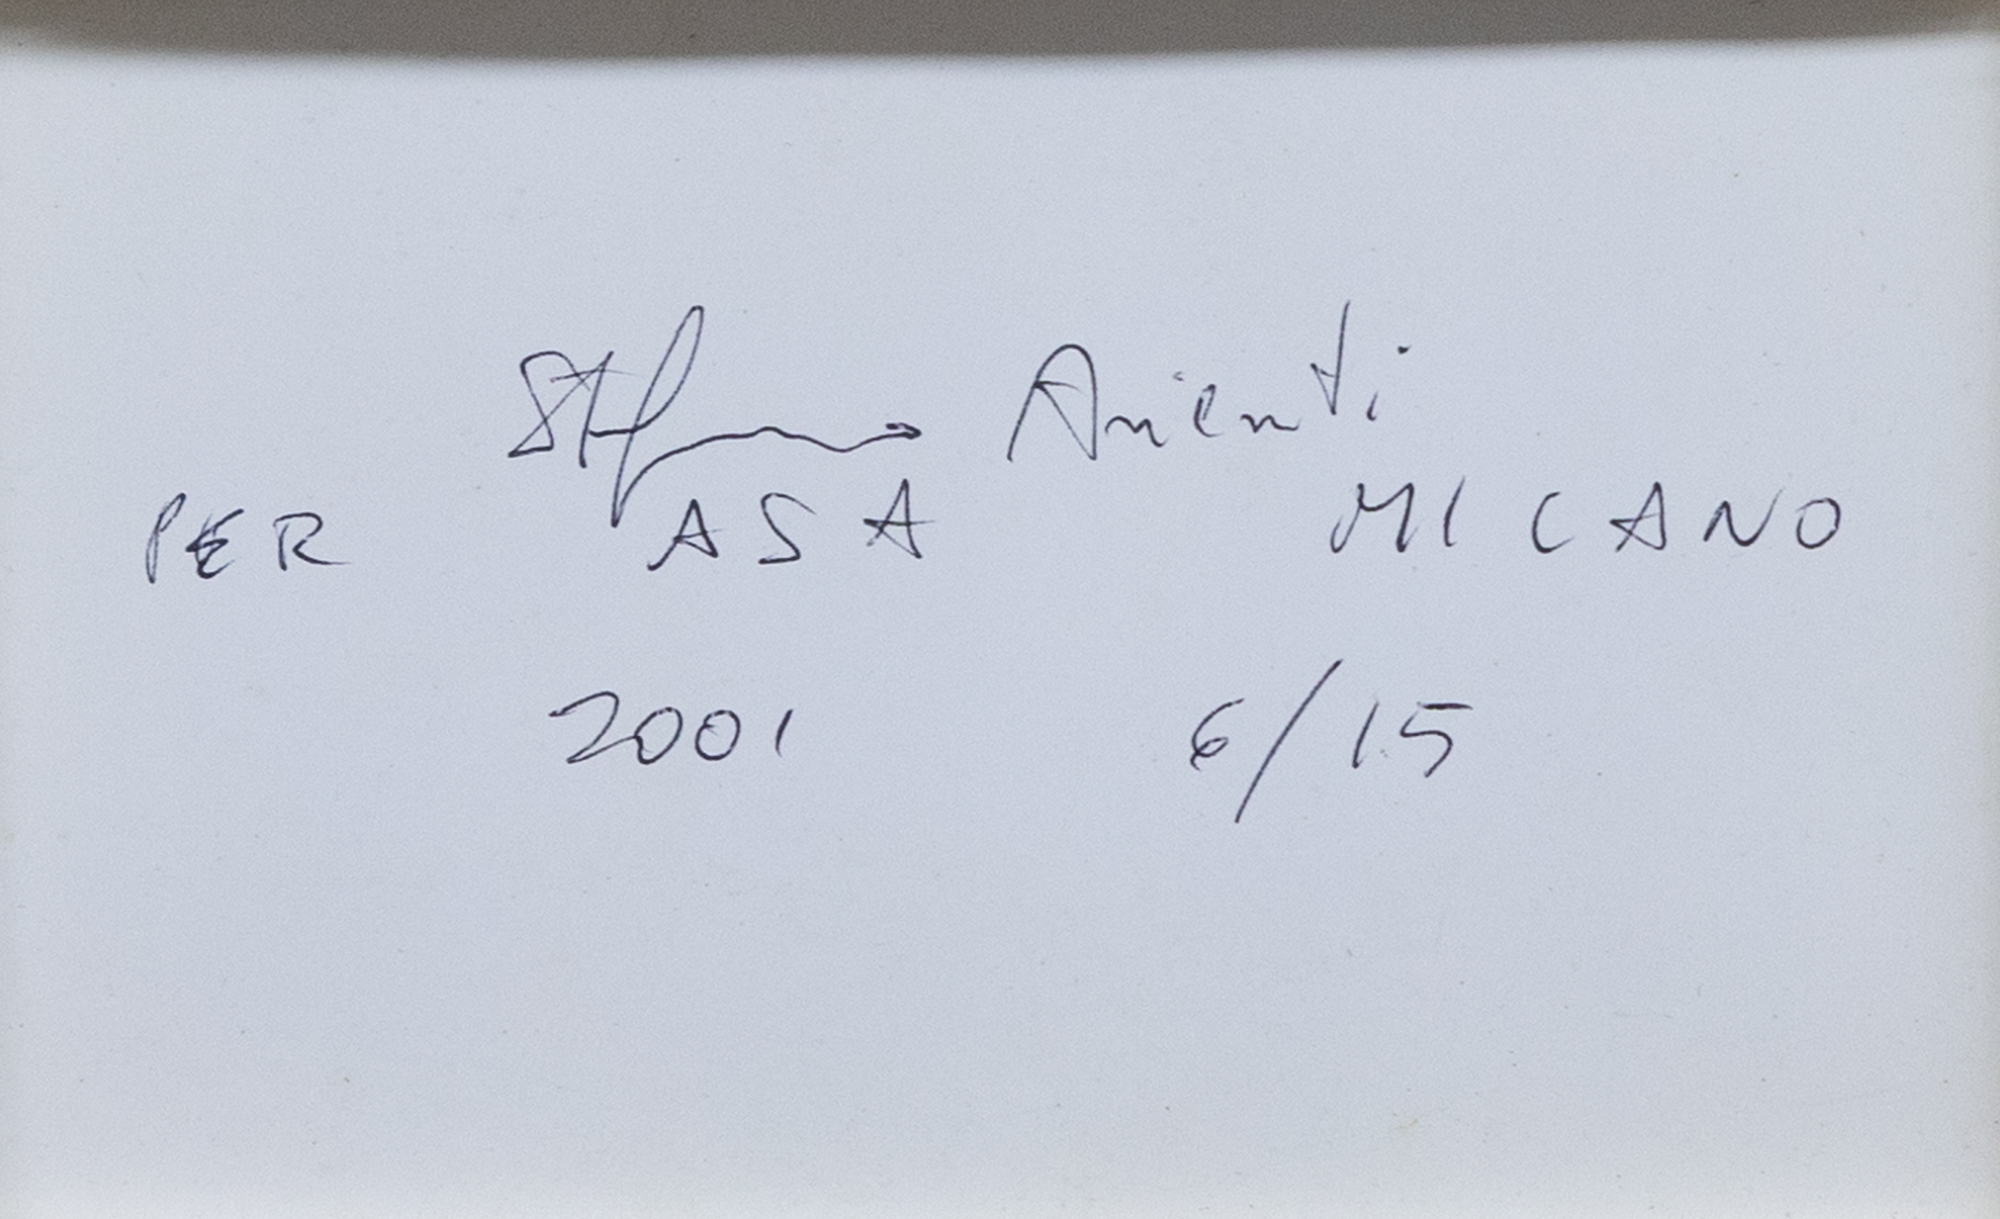 Stefano Arienti
PER ASA MILANO
2001 6/15